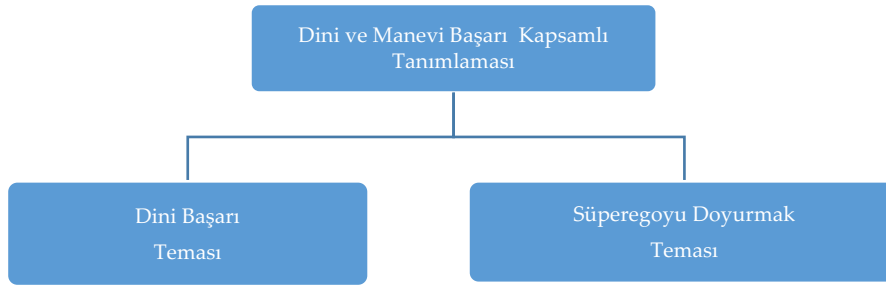 Dini ve Manevi Başarı Kapsamlı
Tanımlaması
Dini Başarı
Teması
Süperegoyu Doyurmak
Teması